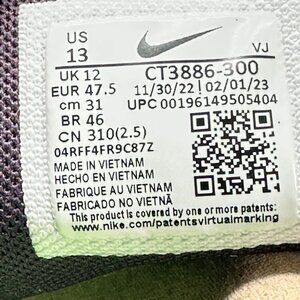 US
13
VJ
UK 12
CT3886-300
EUR 47.5
11/30/22 02/01/23
cm 31
UPC 00196149505404
BR 46
CN 310(2.5)
04RFF4FR9C87Z
MADE IN VIETNAM
HECHO EN VIETNAM
FABRIQUE AU VIETNAM
FABRICADO NO VIETNÃ
This product is covered by one or more patents:
www.nike.com/patentsvirtualmarking